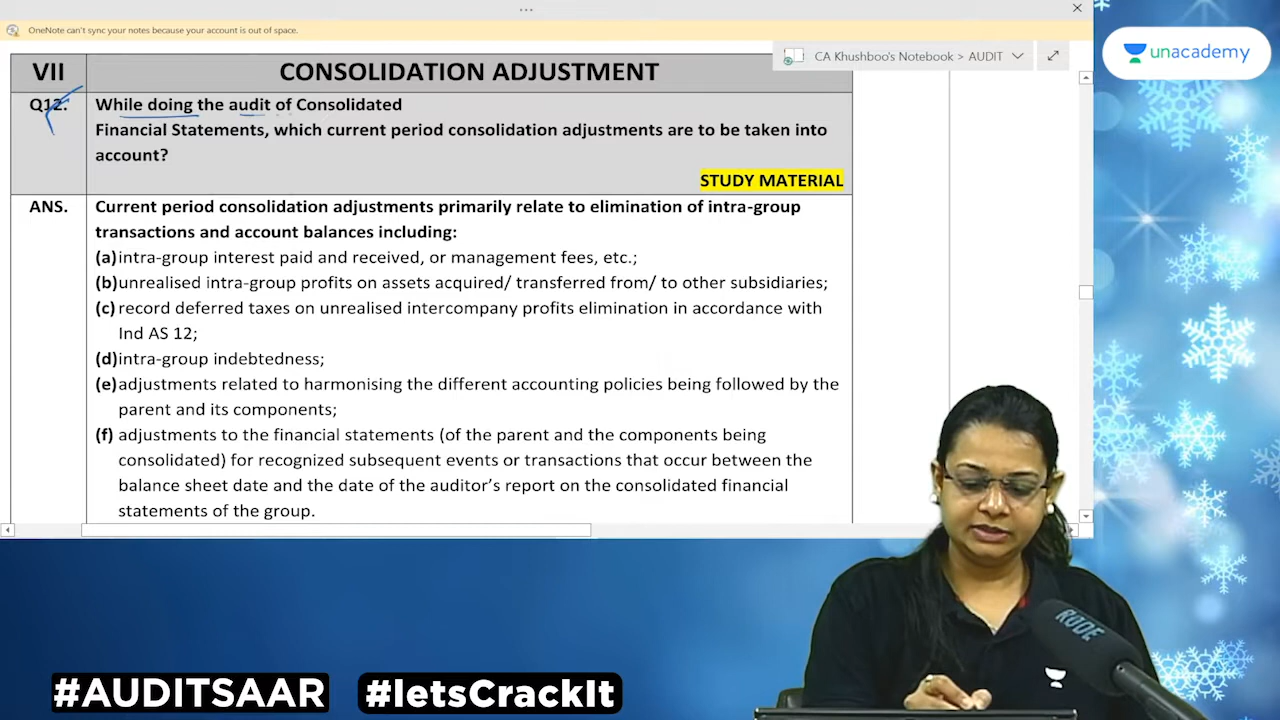 OneNote can't sync your notes because your account is out of space.
CA Khushboo's Notebook > AUDIT
unacademy
VII
CONSOLIDATION ADJUSTMENT
Q12.
While doing the audit of Consolidated
Financial Statements, which current period consolidation adjustments are to be taken into
account?
STUDY MATERIAL
ANS.
Current period consolidation adjustments primarily relate to elimination of intra-group
transactions and account balances including:
(a) intra-group interest paid and received, or management fees, etc.;
(b) unrealised intra-group profits on assets acquired/ transferred from/ to other subsidiaries;
(c) record deferred taxes on unrealised intercompany profits elimination in accordance with
Ind AS 12;
(d) intra-group indebtedness;
(e) adjustments related to harmonising the different accounting policies being followed by the
parent and its components;
(f) adjustments to the financial statements (of the parent and the components being
consolidated) for recognized subsequent events or transactions that occur between the
balance sheet date and the date of the auditor's report on the consolidated financial
statements of the group.
RODE
#AUDITSAAR
#letsCrackIt